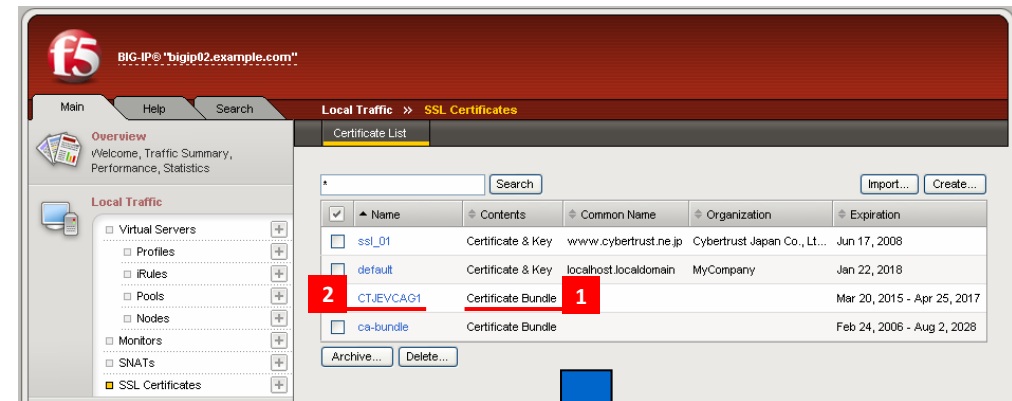 f5
BIG-IP® "bigip02.example.com"
Main Help Search
Local Traffic » SSL Certificates
Overview
Welcome, Traffic Summary,
Performance, Statistics
Certificate List
* Search Import... Create...
Local Traffic
Name Contents Common Name Organization Expiration
Virtual Servers
ssl_01 Certificate & Key www.cybertrust.ne.jp Cybertrust Japan Co., Lt... Jun 17, 2008
Profiles
iRules
default Certificate & Key localhost.localdomain MyCompany Jan 22, 2018
Pools
2 CTJEVCAG1 Certificate Bundle 1 Mar 20, 2015 - Apr 25, 2017
Nodes
ca-bundle Certificate Bundle Feb 24, 2006 - Aug 2, 2028
Monitors
Archive... Delete...
SNATs
SSL Certificates